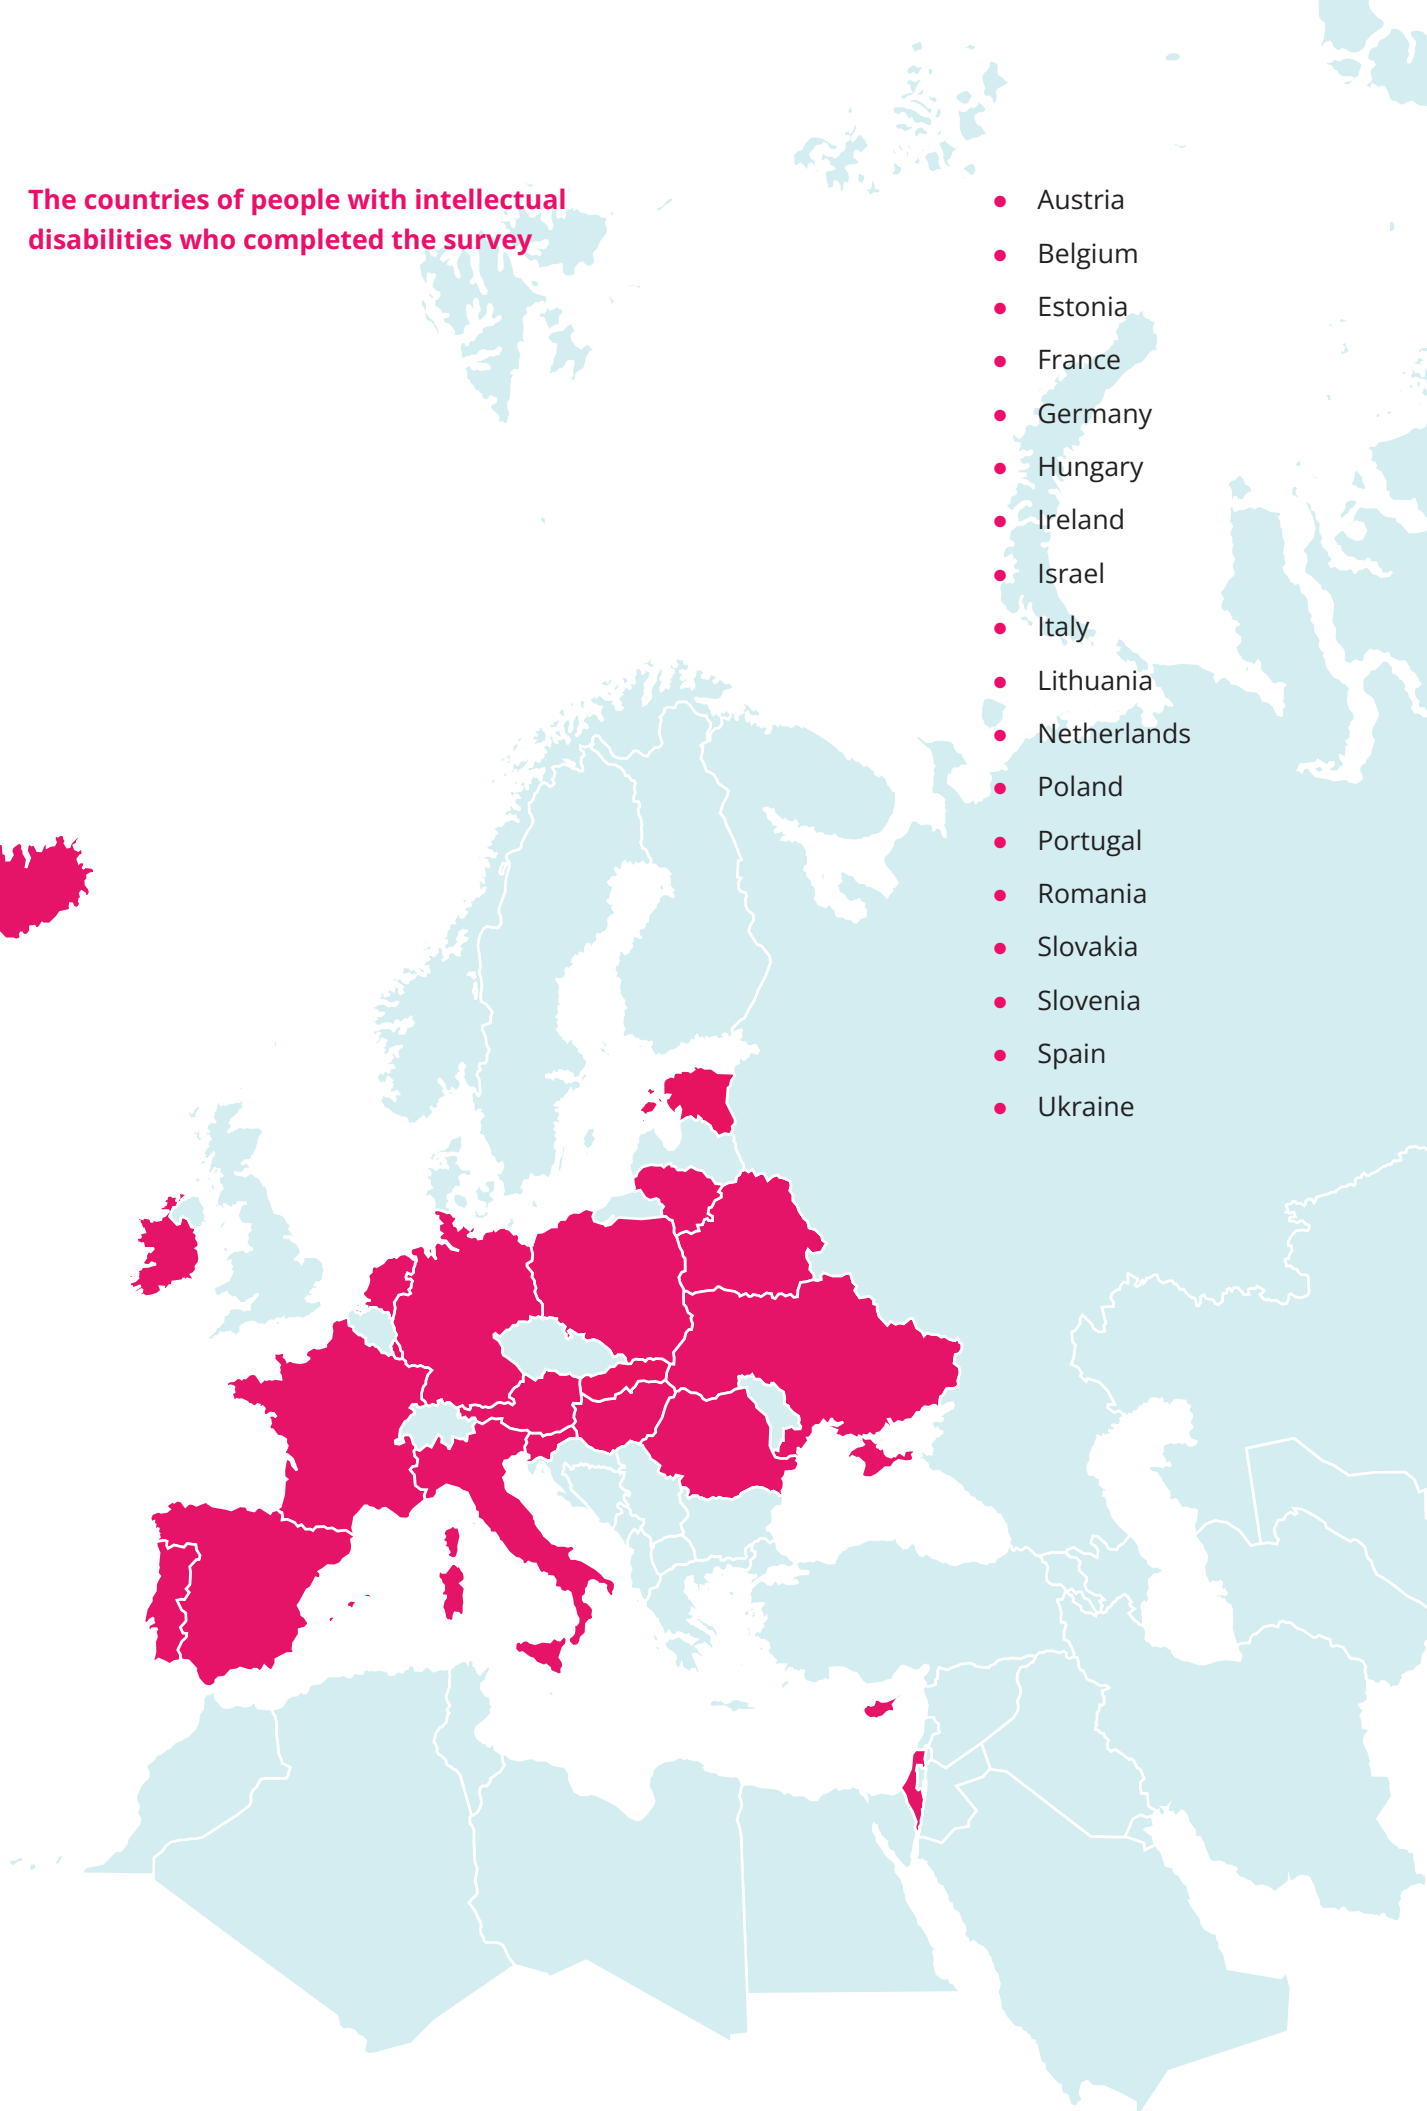 The countries of people with intellectual
disabilities who completed the survey
• Austria
• Belgium
• Estonia
• France
• Germany
• Hungary
• Ireland
• Israel
• Italy
• Lithuania
• Netherlands
• Poland
• Portugal
• Romania
• Slovakia
• Slovenia
• Spain
• Ukraine